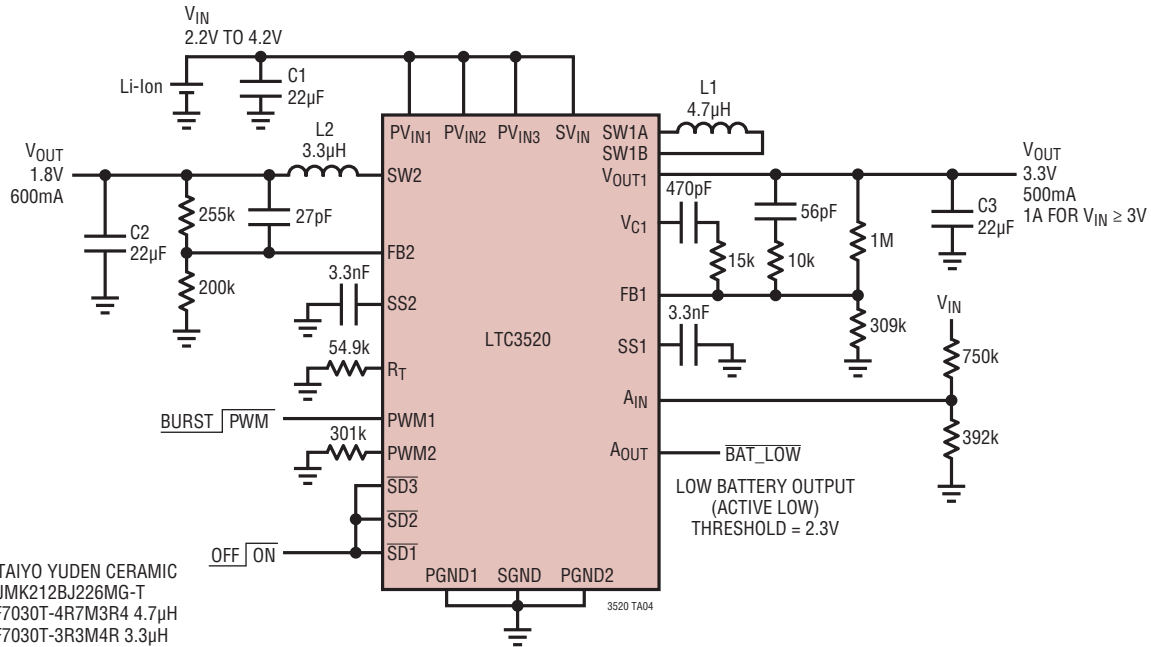 VIN
2.2V TO 4.2V
Li-Ion
C1
22µF
L1
4.7µH
PVIN1 PVIN2 PVIN3 SVIN SW1A
SW1B
L2
3.3µH
VOUT
1.8V
600mA
SW2
VOUT1
VOUT
3.3V
500mA
1A FOR VIN ≥ 3V
255k
27pF
C2
22µF
470pF
VC1
56pF
C3
22µF
1M
15k
10k
FB2
200k
3.3nF
SS2
FB1
3.3nF
309k
VIN
LTC3520
SS1
750k
54.9k
RT
AIN
BURST PWM
PWM1
301k
PWM2
392k
AOUT
BAT_LOW
SD3
SD2
LOW BATTERY OUTPUT
(ACTIVE LOW)
THRESHOLD = 2.3V
OFF ON
SD1
PGND1 SGND PGND2
3520 TA04
TAIYO YUDEN CERAMIC
JMK212BJ226MG-T
F7030T-4R7M3R4 4.7µH
F7030T-3R3M4R 3.3µH